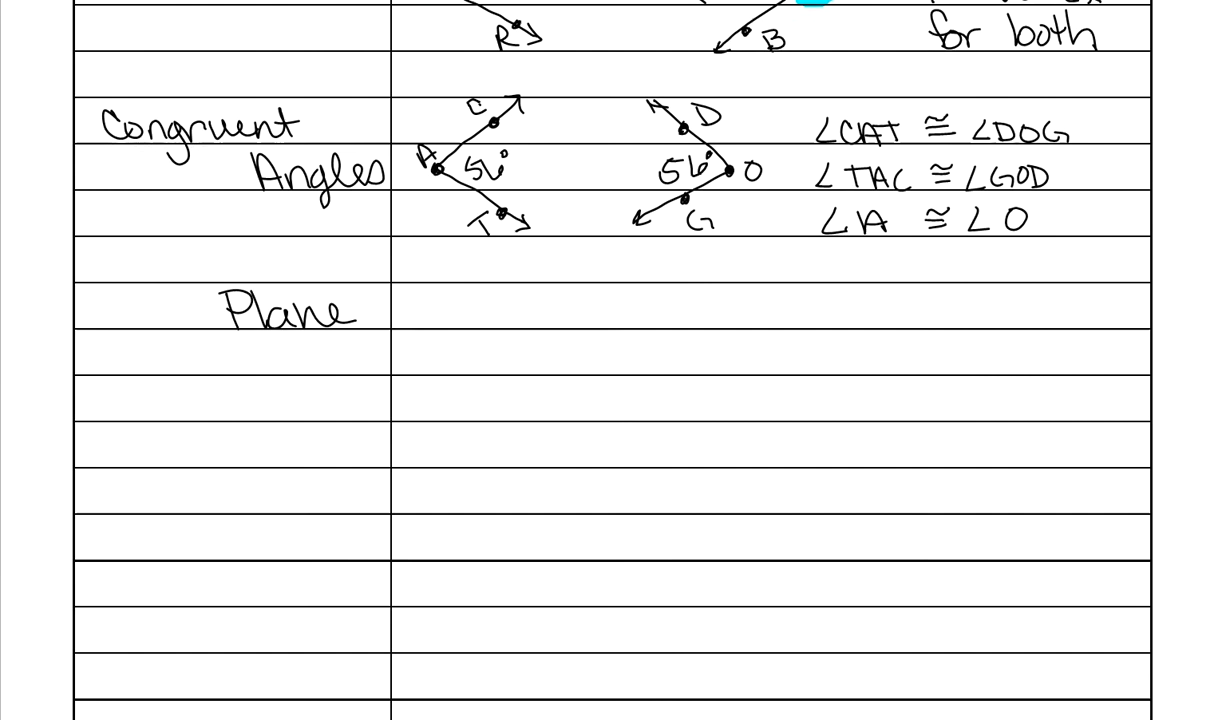 R B for both
C D
Congruent A 56° 56° O ∠CAT ≅ ∠DOG
Angles ∠TAC ≅ ∠GOD
T G ∠A ≅ ∠O
Plane